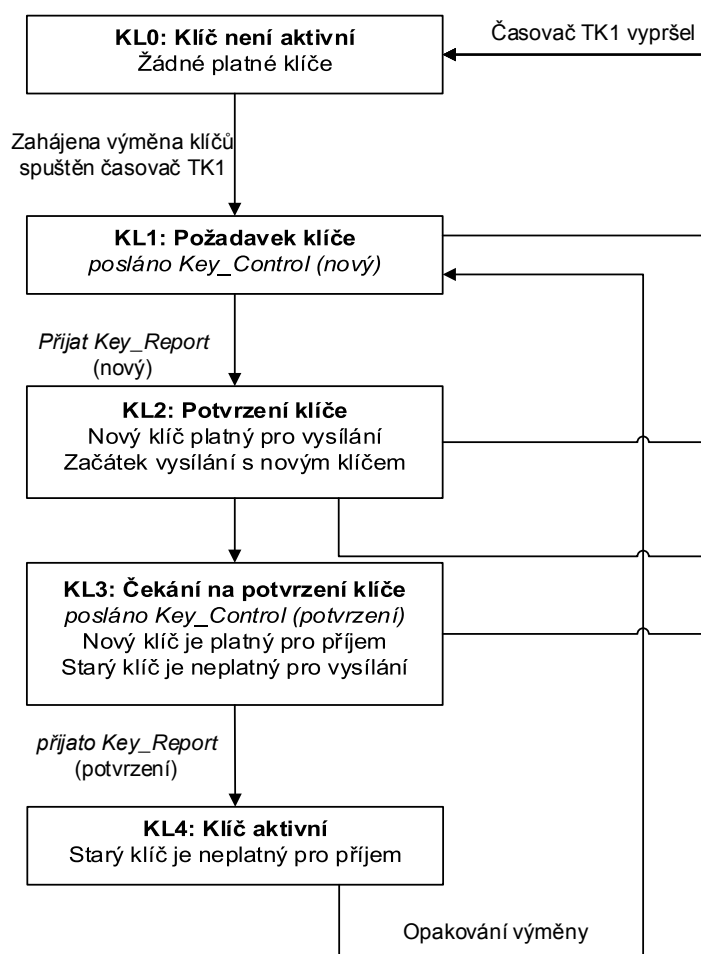 KL0: Klíč není aktivní
Žádné platné klíče
Časovač TK1 vypršel
Zahájena výměna klíčů
spuštěn časovač TK1
KL1: Požadavek klíče
posláno Key_Control (nový)
Přijat Key_Report
(nový)
KL2: Potvrzení klíče
Nový klíč platný pro vysílání
Začátek vysílání s novým klíčem
KL3: Čekání na potvrzení klíče
posláno Key_Control (potvrzení)
Nový klíč je platný pro příjem
Starý klíč je neplatný pro vysílání
přijato Key_Report
(potvrzení)
KL4: Klíč aktivní
Starý klíč je neplatný pro příjem
Opakování výměny